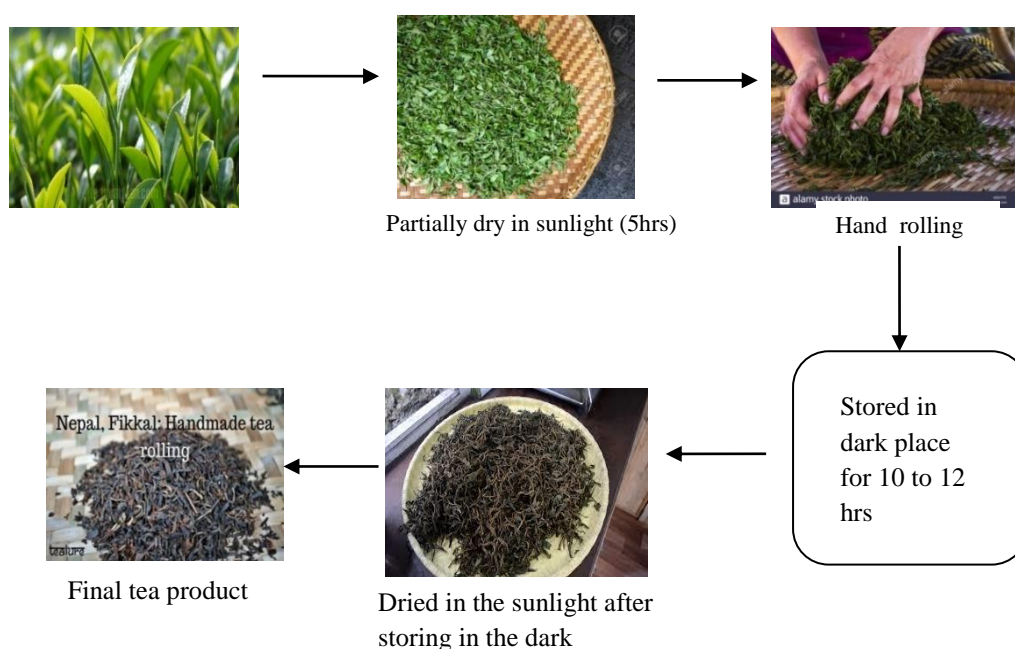 Partially dry in sunlight (5hrs)
alamy stock photo
Hand rolling
Stored in
dark place
for 10 to 12
hrs
Dried in the sunlight after
storing in the dark
Nepal, Fikkal: Handmade tea
rolling
tealure
Final tea product